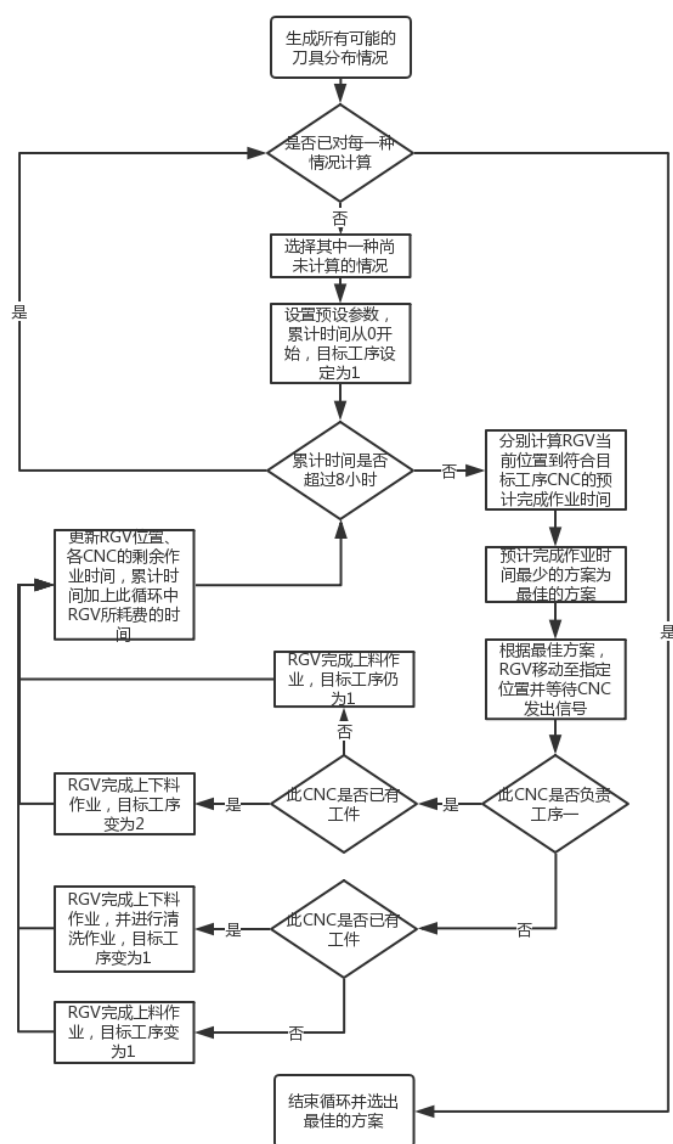 生成所有可能的
刀具分布情况
是否已对每一种
情况计算
否
选择其中一种尚
未计算的情况
是
设置预设参数，
累计时间从0开
始，目标工序设
定为1
累计时间是否
超过8小时
否
分别计算RGV当
前位置到符合目
标工序CNC的预
计完成作业时间
更新RGV位置、
各CNC的剩余作
业时间，累计时
间加上此循环中
RGV所耗费的时
间
预计完成作业时
间最少的方案为
最佳的方案
是
根据最佳方案，
RGV移动至指定
位置并等待CNC
发出信号
RGV完成上料作
业，目标工序仍
为1
否
RGV完成上下料
作业，目标工序
变为2
是
此CNC是否已有
工件
是
此CNC是否负责
工序一
RGV完成上下料
作业，并进行清
洗作业，目标工
序变为1
是
此CNC是否已有
工件
否
RGV完成上料作
业，目标工序变
为1
否
结束循环并选出
最佳的方案